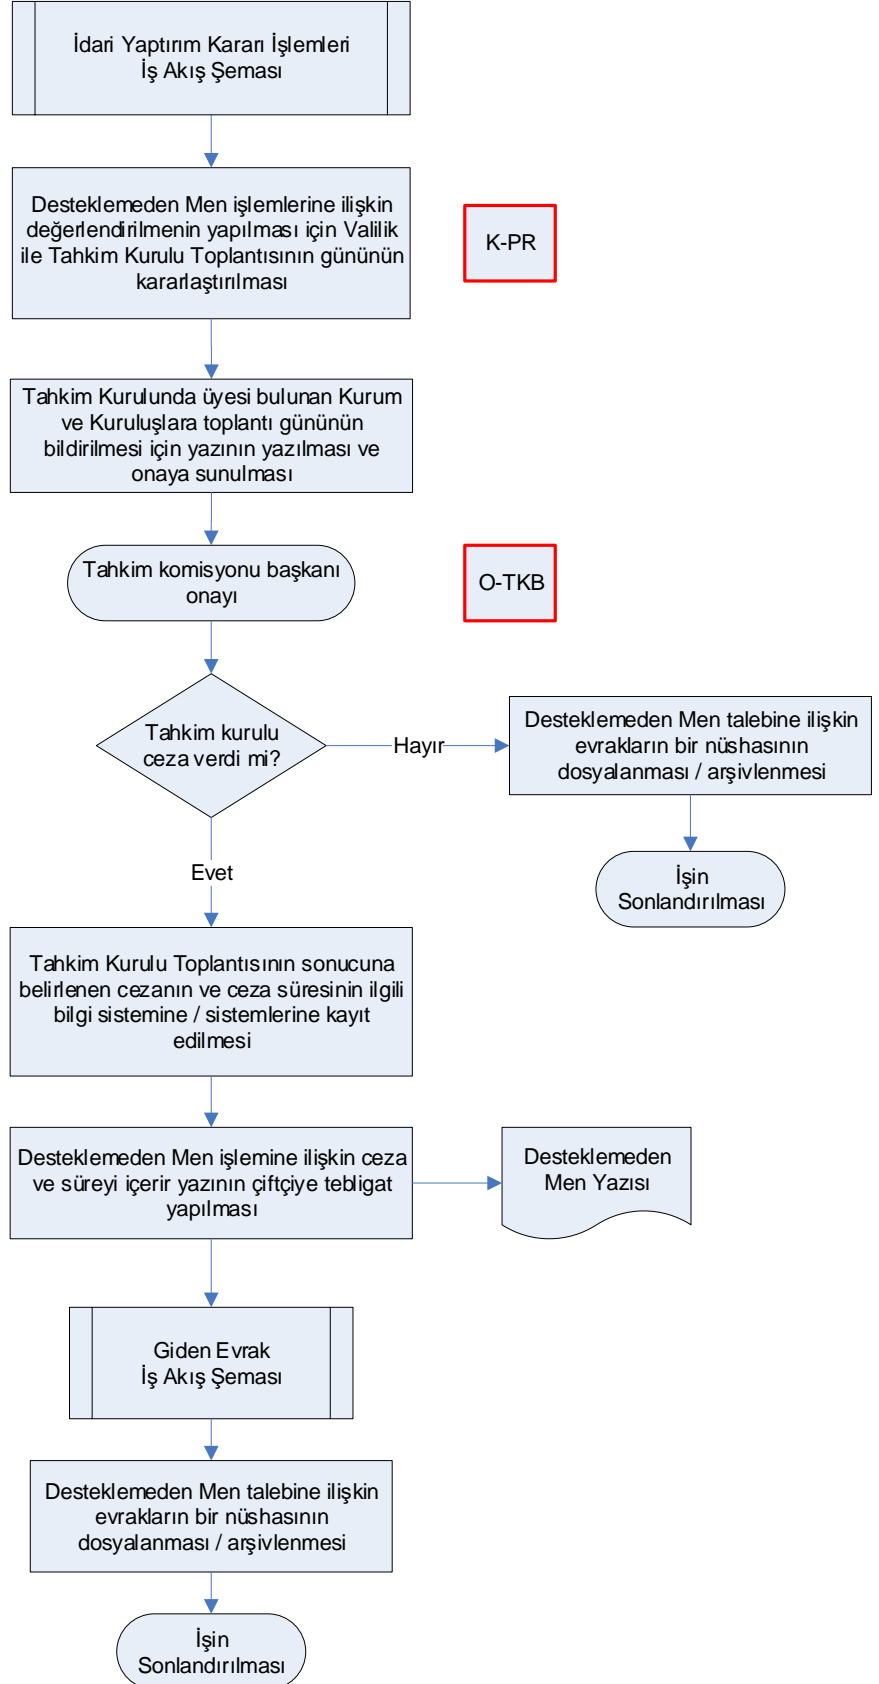 İdari Yaptırım Kararı İşlemleri
İş Akış Şeması
Desteklemeden Men işlemlerine ilişkin
değerlendirilmenin yapılması için Valilik
ile Tahkim Kurulu Toplantısının gününün
kararlaştırılması
K-PR
Tahkim Kurulunda üyesi bulunan Kurum
ve Kuruluşlara toplantı gününün
bildirilmesi için yazının yazılması ve
onaya sunulması
Tahkim komisyonu başkanı
onayı
O-TKB
Tahkim kurulu
ceza verdi mi?
Hayır
Desteklemeden Men talebine ilişkin
evrakların bir nüshasının
dosyalanması / arşivlenmesi
İşin
Sonlandırılması
Evet
Tahkim Kurulu Toplantısının sonucuna
belirlenen cezanın ve ceza süresinin ilgili
bilgi sistemine / sistemlerine kayıt
edilmesi
Desteklemeden Men işlemine ilişkin ceza
ve süreyi içerir yazının çiftçiye tebligat
yapılması
Desteklemeden
Men Yazısı
Giden Evrak
İş Akış Şeması
Desteklemeden Men talebine ilişkin
evrakların bir nüshasının
dosyalanması / arşivlenmesi
İşin
Sonlandırılması